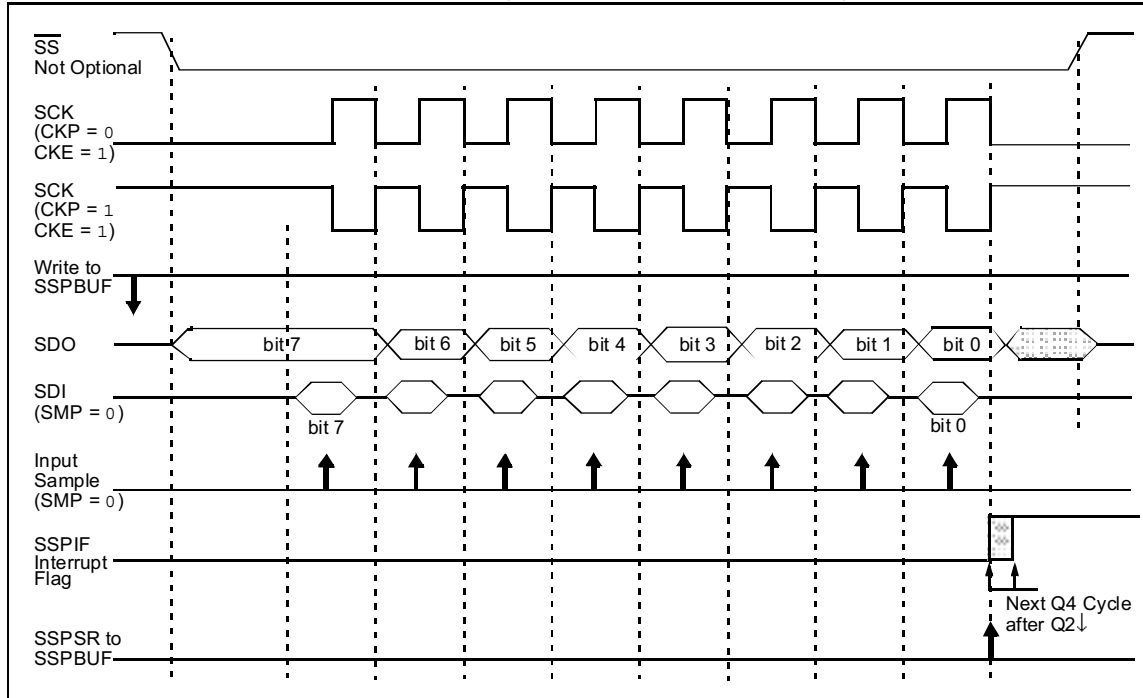 SS
Not Optional
SCK
(CKP = 0
CKE = 1)
SCK
(CKP = 1
CKE = 1)
Write to
SSPBUF
SDO
bit 7
bit 6
bit 5
bit 4
bit 3
bit 2
bit 1
bit 0
SDI
(SMP = 0)
bit 7
bit 0
Input
Sample
(SMP = 0)
SSPIF
Interrupt
Flag
Next Q4 Cycle
after Q2↓
SSPSR to
SSPBUF